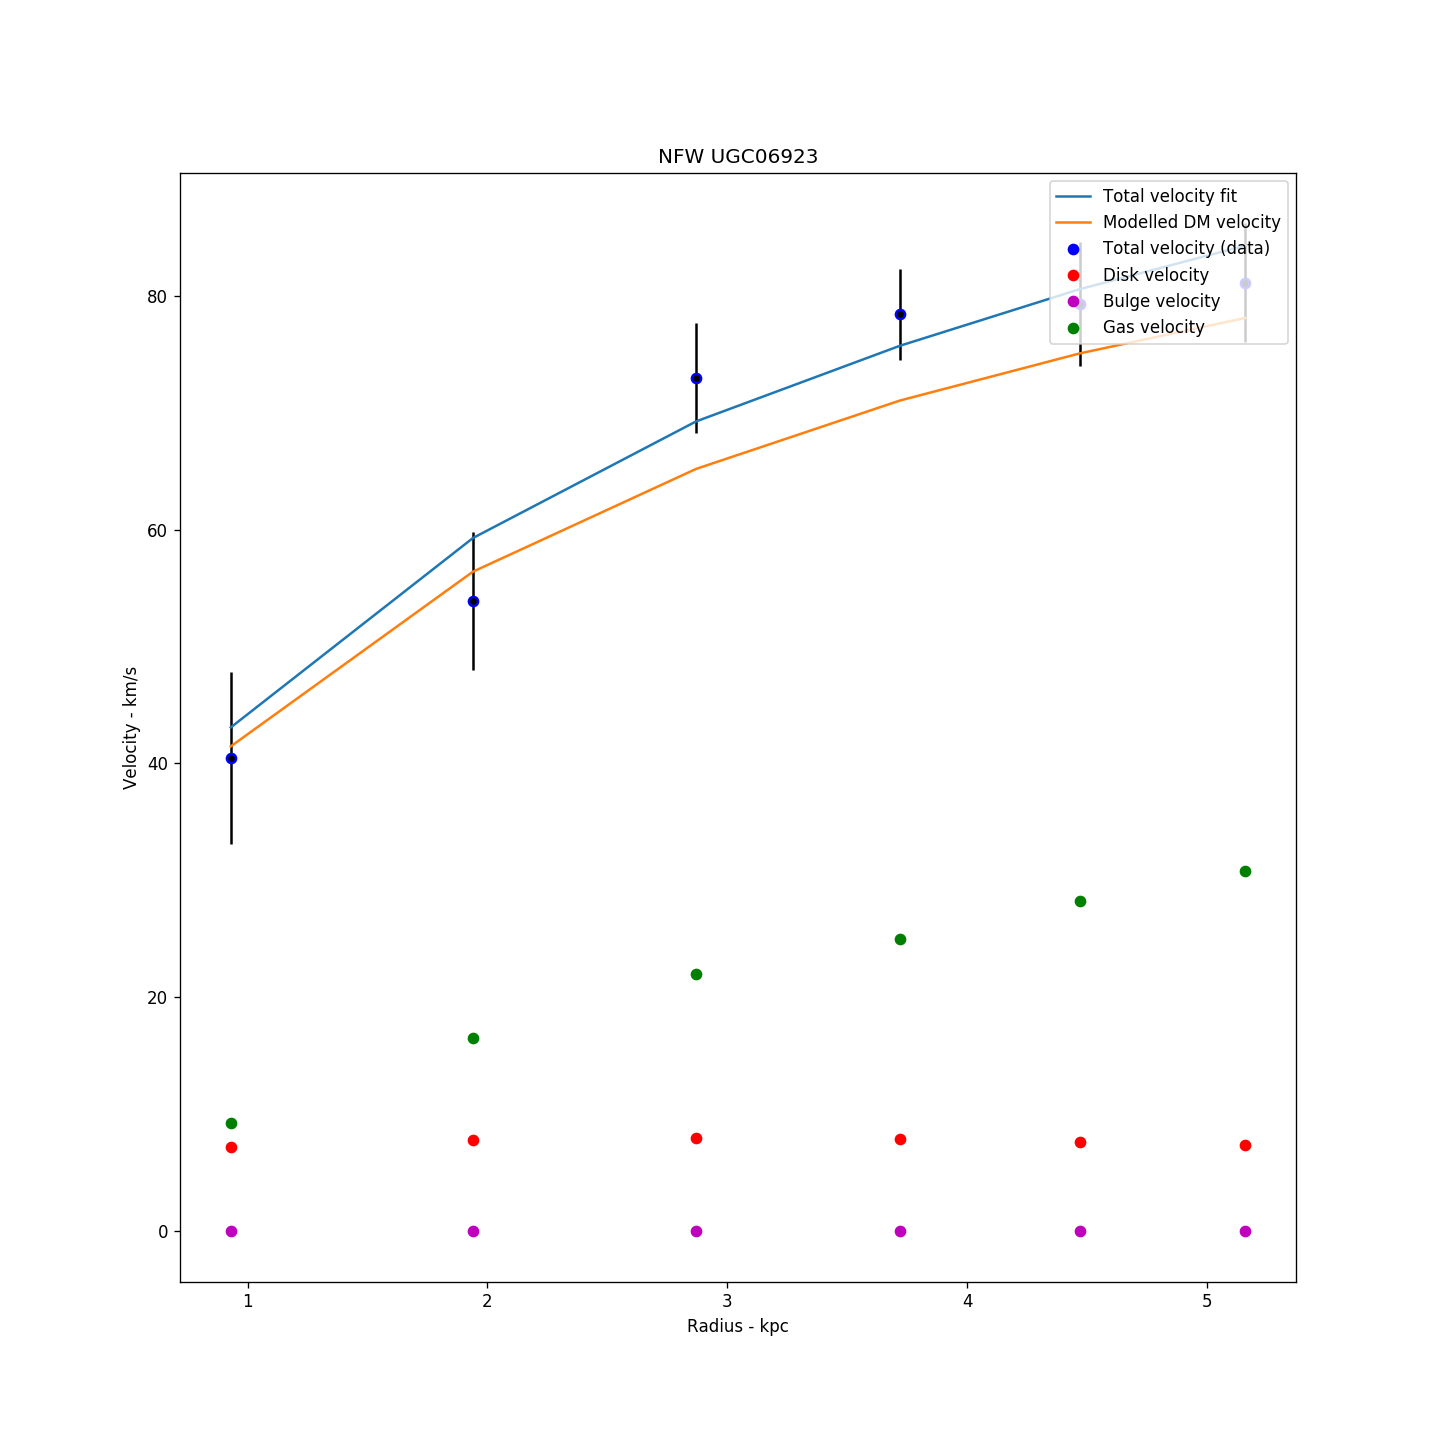 NFW UGC06923
Total velocity fit
Modelled DM velocity
Total velocity (data)
Disk velocity
Bulge velocity
Gas velocity
80
60
40
20
0
Velocity - km/s
1 2 3 4 5
Radius - kpc